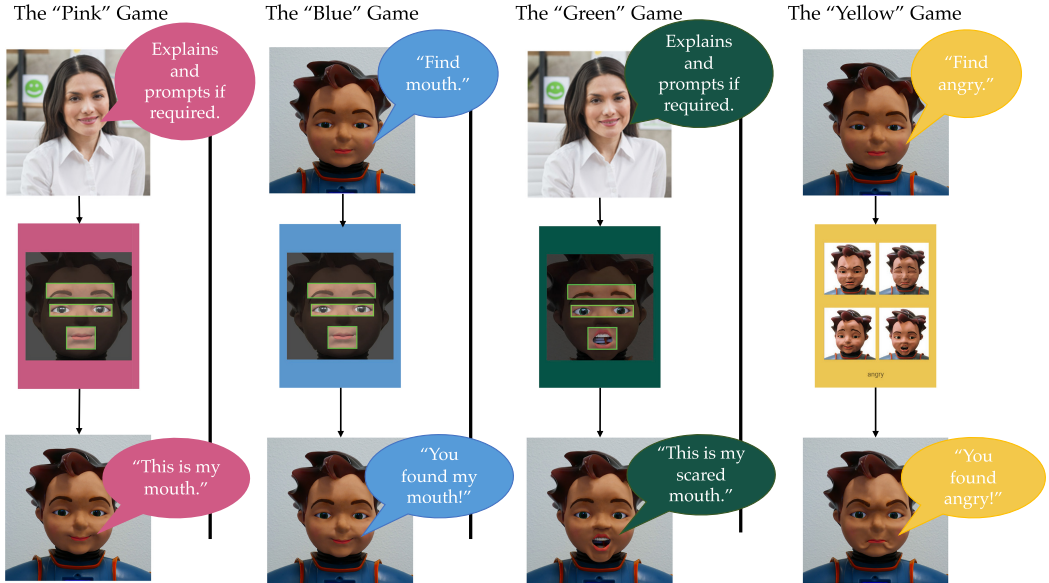 The “Pink” Game
The “Blue” Game
The “Green” Game
The “Yellow” Game
Explains
and
prompts if
required.
“Find
mouth.”
Explains
and
prompts if
required.
“Find
angry.”
angry
“This is my
mouth.”
“You
found my
mouth!”
“This is my
scared
mouth.”
“You
found
angry!”